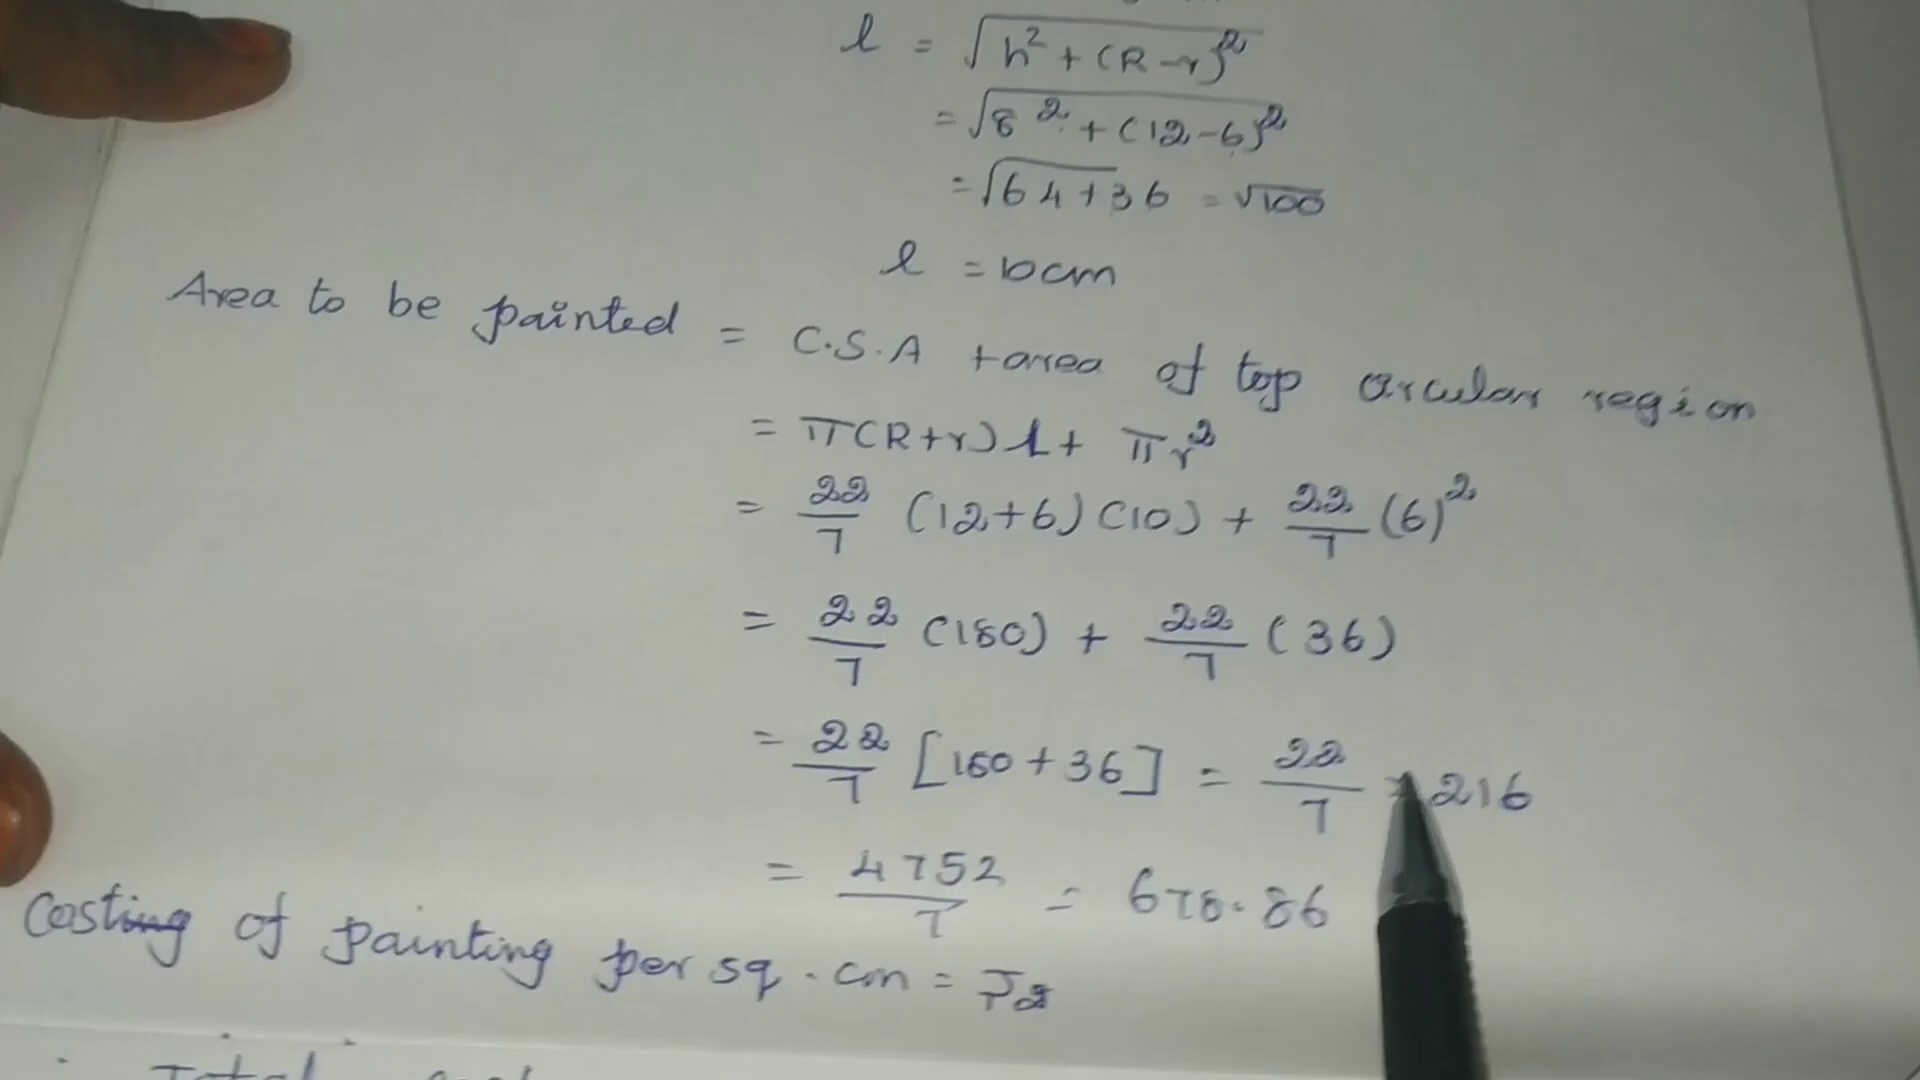 l = √h² + (R-r)²
= √8² + (12-6)²
= √64+36 = √100
l = 10cm
Area to be painted = C.S.A + area of top circular region
= π(R+r)l + πr²
= 22/7 (12+6) (10) + 22/7 (6)²
= 22/7 (180) + 22/7 (36)
= 22/7 [180+36] = 22/7 × 216
= 4752/7 = 678.86
Costing of painting per sq.cm = ₹2
Total cost